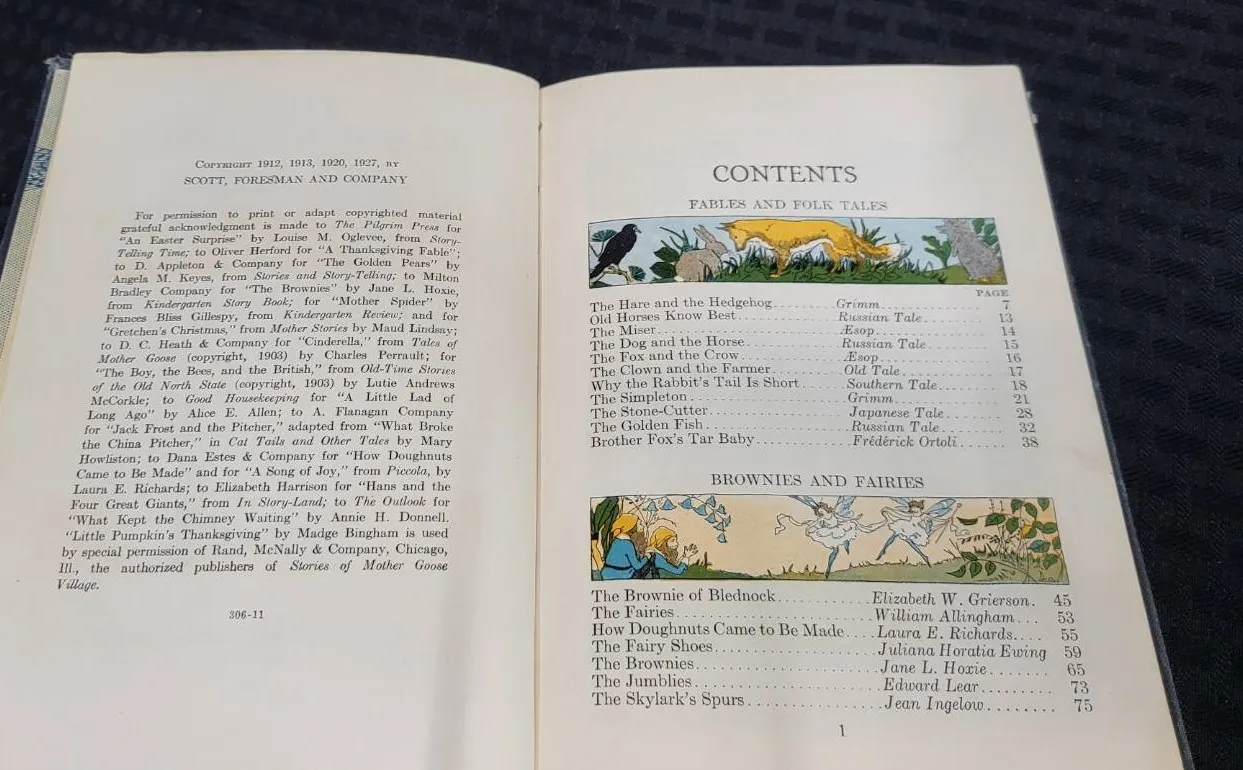 COPYRIGHT 1912, 1913, 1920, 1927, BY
SCOTT, FORESMAN AND COMPANY
For permission to print or adapt copyrighted material
grateful acknowledgment is made to The Pilgrim Press for
"An Easter Surprise" by Louise M. Oglevee, from Story-
Telling Time; to Oliver Herford for "A Thanksgiving Fable";
to D. Appleton & Company for "The Golden Pears" by
Angela M. Keyes, from Stories and Story-Telling; to Milton
Bradley Company for "The Brownies" by Jane L. Hoxie,
from Kindergarten Story Book; for "Mother Spider" by
Frances Bliss Gillespy, from Kindergarten Review; and for
"Gretchen's Christmas," from Mother Stories by Maud Lindsay;
to D. C. Heath & Company for "Cinderella," from Tales of
Mother Goose (copyright, 1903) by Charles Perrault; for
"The Boy, the Bees, and the British," from Old-Time Stories
of the Old North State (copyright, 1903) by Lutie Andrews
McCorkle; to Good Housekeeping for "A Little Lad of
Long Ago" by Alice E. Allen; to A. Flanagan Company
for "Jack Frost and the Pitcher," adapted from "What Broke
the China Pitcher," in Cat Tails and Other Tales by Mary
Howliston; to Dana Estes & Company for "How Doughnuts
Came to Be Made" and for "A Song of Joy," from Piccola, by
Laura E. Richards; to Elizabeth Harrison for "Hans and the
Four Great Giants," from In Story-Land; to The Outlook for
"What Kept the Chimney Waiting" by Annie H. Donnell.
"Little Pumpkin's Thanksgiving" by Madge Bingham is used
by special permission of Rand, McNally & Company, Chicago,
Ill., the authorized publishers of Stories of Mother Goose
Village.
306-11
CONTENTS
FABLES AND FOLK TALES
PAGE
The Hare and the Hedgehog........Grimm............... 7
Old Horses Know Best.............Russian Tale........ 13
The Miser........................Æsop................ 14
The Dog and the Horse............Russian Tale........ 15
The Fox and the Crow.............Æsop................ 16
The Clown and the Farmer.........Old Tale............ 17
Why the Rabbit's Tail Is Short...Southern Tale....... 18
The Simpleton....................Grimm............... 21
The Stone-Cutter.................Japanese Tale....... 28
The Golden Fish..................Russian Tale........ 32
Brother Fox's Tar Baby...........Frédérick Ortoli.... 38
BROWNIES AND FAIRIES
The Brownie of Blednock..........Elizabeth W. Grierson. 45
The Fairies......................William Allingham... 53
How Doughnuts Came to Be Made....Laura E. Richards.... 55
The Fairy Shoes..................Juliana Horatia Ewing 59
The Brownies.....................Jane L. Hoxie....... 65
The Jumblies.....................Edward Lear......... 73
The Skylark's Spurs..............Jean Ingelow........ 75
1